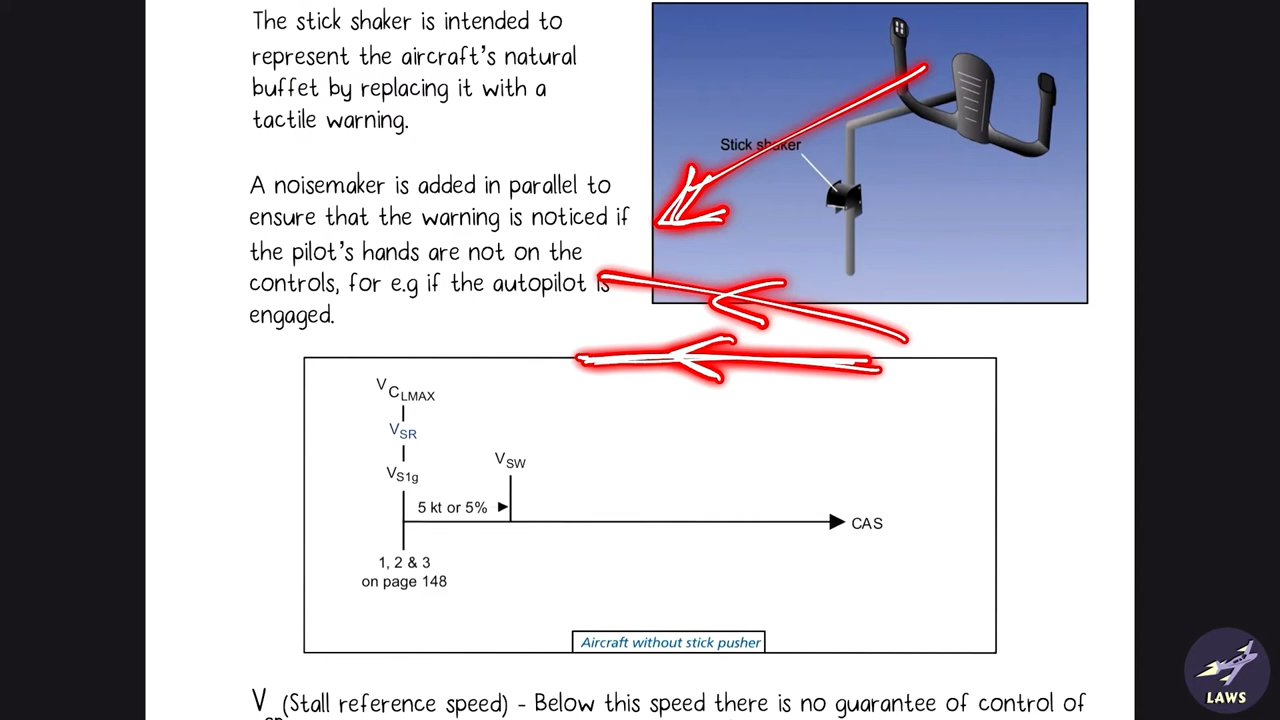 The stick shaker is intended to
represent the aircraft's natural
buffet by replacing it with a
tactile warning.
A noisemaker is added in parallel to
ensure that the warning is noticed if
the pilot's hands are not on the
controls, for e.g if the autopilot is
engaged.
Stick shaker
VCLMAX
VSR
VS1g
VSW
5 kt or 5%
CAS
1, 2 & 3
on page 148
Aircraft without stick pusher
V (Stall reference speed) - Below this speed there is no guarantee of control of
LAWS